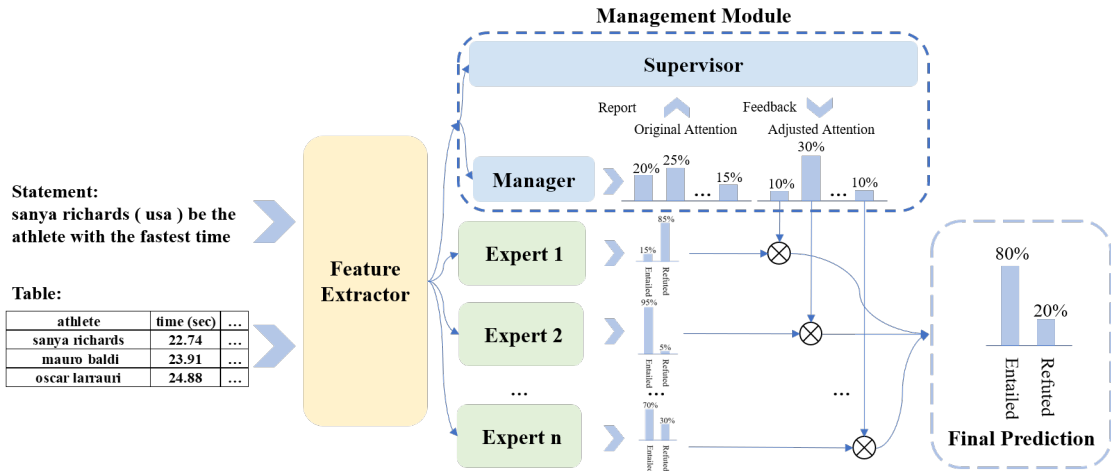 Management Module
Supervisor
Report
Feedback
Original Attention
Adjusted Attention
Manager
20%
25%
...
15%
10%
30%
...
10%
Statement:
sanya richards ( usa ) be the
athlete with the fastest time
Table:
athlete time (sec) ...
sanya richards 22.74 ...
mauro baldi 23.91 ...
oscar larrauri 24.88 ...
Feature
Extractor
Expert 1
15%
85%
Entailed
Refuted
Expert 2
95%
5%
Entailed
Refuted
...
...
...
Expert n
70%
30%
Entailed
Refuted
80%
20%
Entailed
Refuted
Final Prediction